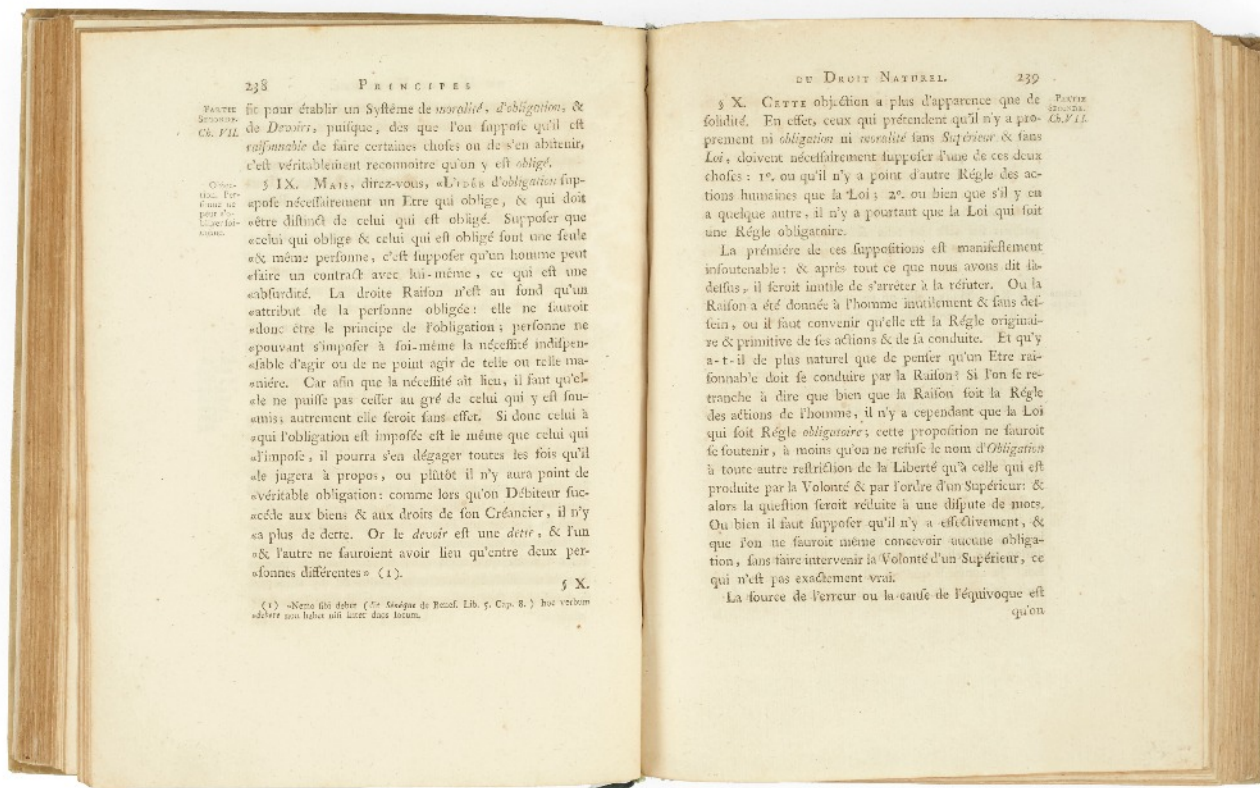 238 PRINCIPES
PARTIE
SECONDE.
Ch. VII.
fit pour établir un Syſtême de moralité, d'obligation, &
de Devoirs, puiſque, dès que l'on ſuppoſe qu'il eſt
raiſonnable de faire certaines choſes ou de s'en abſtenir,
c'eſt véritablement reconnoitre qu'on y eſt obligé.
§ IX. MAIS, direz-vous, «L'IDÉE d'obligation ſup-
«poſe néceſſairement un Etre qui oblige, & qui doit
«être diſtinct de celui qui eſt obligé. Suppoſer que
«celui qui oblige & celui qui eſt obligé ſont une ſeule
«& même perſonne, c'eſt ſuppoſer qu'un homme peut
«faire un contract avec lui-même, ce qui eſt une
«abſurdité. La droite Raiſon n'eſt au fond qu'un
«attribut de la perſonne obligée: elle ne ſauroit
«donc être le principe de l'obligation; perſonne ne
«pouvant s'impoſer à ſoi-même la néceſſité indiſpen-
«ſable d'agir ou de ne point agir de telle ou telle ma-
«niére. Car afin que la néceſſité ait lieu, il faut qu'el-
«le ne puiſſe pas ceſſer au gré de celui qui y eſt ſou-
«mis; autrement elle ſeroit ſans effet. Si donc celui à
«qui l'obligation eſt impoſée eſt le même que celui qui
«l'impoſe, il pourra s'en dégager toutes les fois qu'il
«le jugera à propos, ou plûtôt il n'y aura point de
«véritable obligation: comme lors qu'on Débiteur ſuc-
«céde aux biens & aux droits de ſon Créancier, il n'y
«a plus de dette. Or le devoir eſt une dette, & l'un
«& l'autre ne ſauroient avoir lieu qu'entre deux per-
«ſonnes différentes» (1).
§ X.
(1) «Nemo ſibi debet (dit Sénèque de Benef. Lib. 5. Cap. 8.) hoc verbum
«debere non habet niſi inter duos locum.
DU DROIT NATUREL. 239
PARTIE
SECONDE.
Ch. VII.
§ X. CETTE objection a plus d'apparence que de
ſolidité. En effet, ceux qui prétendent qu'il n'y a pro-
prement ni obligation ni moralité ſans Supérieur & ſans
Loi, doivent néceſſairement ſuppoſer l'une de ces deux
choſes: 1°. ou qu'il n'y a point d'autre Régle des ac-
tions humaines que la Loi; 2°. ou bien que s'il y en
a quelque autre, il n'y a pourtant que la Loi qui ſoit
une Régle obligatoire.
La prémiére de ces ſuppoſitions eſt manifeſtement
inſoutenable: & après tout ce que nous avons dit là-
deſſus, il ſeroit inutile de s'arrêter à la réfuter. Ou la
Raiſon a été donnée à l'homme inutilement & ſans deſ-
ſein, ou il faut convenir qu'elle eſt la Régle originai-
re & primitive de ſes actions & de ſa conduite. Et qu'y
a-t-il de plus naturel que de penſer qu'un Etre rai-
ſonnable doit ſe conduire par la Raiſon? Si l'on ſe re-
tranche à dire que bien que la Raiſon ſoit la Régle
des actions de l'homme, il n'y a cependant que la Loi
qui ſoit Régle obligatoire; cette propoſition ne ſauroit
ſe ſoutenir, à moins qu'on ne refuſe le nom d'Obligation
à toute autre reſtriction de la Liberté qu'à celle qui eſt
produite par la Volonté & par l'ordre d'un Supérieur: &
alors la queſtion ſeroit réduite à une diſpute de mots.
Ou bien il faut ſuppoſer qu'il n'y a effectivement, &
que l'on ne ſauroit même concevoir aucune obliga-
tion, ſans faire intervenir la Volonté d'un Supérieur, ce
qui n'eſt pas exactement vrai.
La ſource de l'erreur ou la cauſe de l'équivoque eſt
qu'on